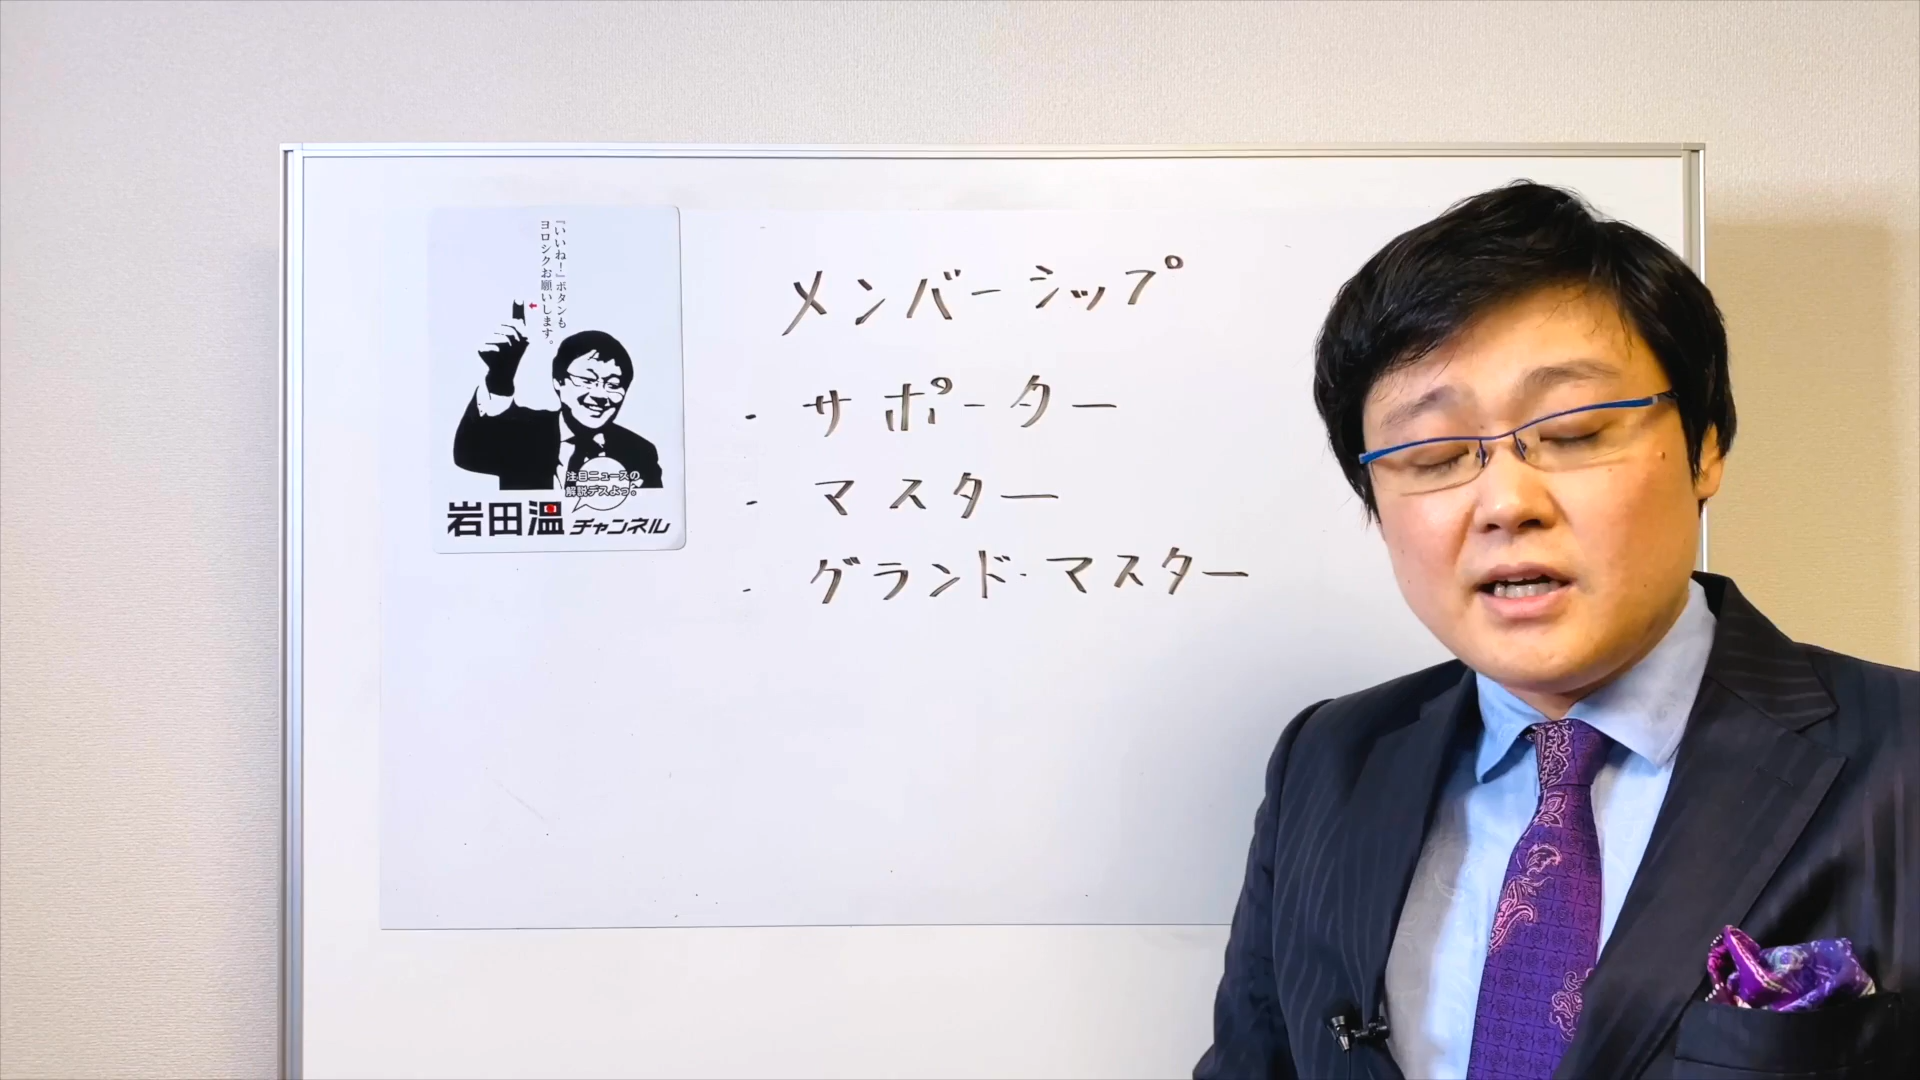 『いいね!』ボタンも
ヨロシクお願いします。
注目ニュースの
解説デスよっ。
岩田温チャンネル
メンバーシップ
- サポーター
- マスター
- グランド・マスター